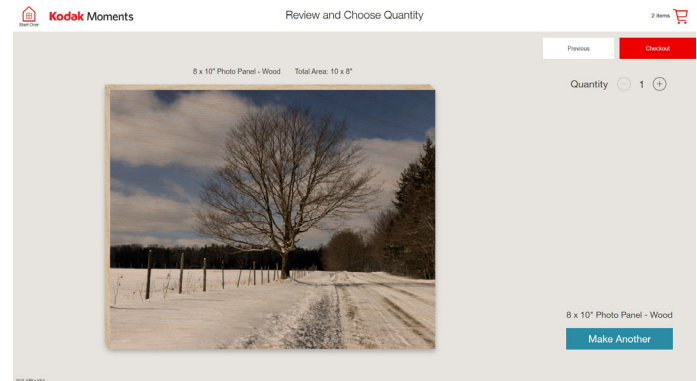 Start Over
Kodak Moments
Review and Choose Quantity
2 items
Previous
Checkout
8 x 10" Photo Panel - Wood Total Area: 10 x 8"
Quantity 1
8 x 10" Photo Panel - Wood
Make Another